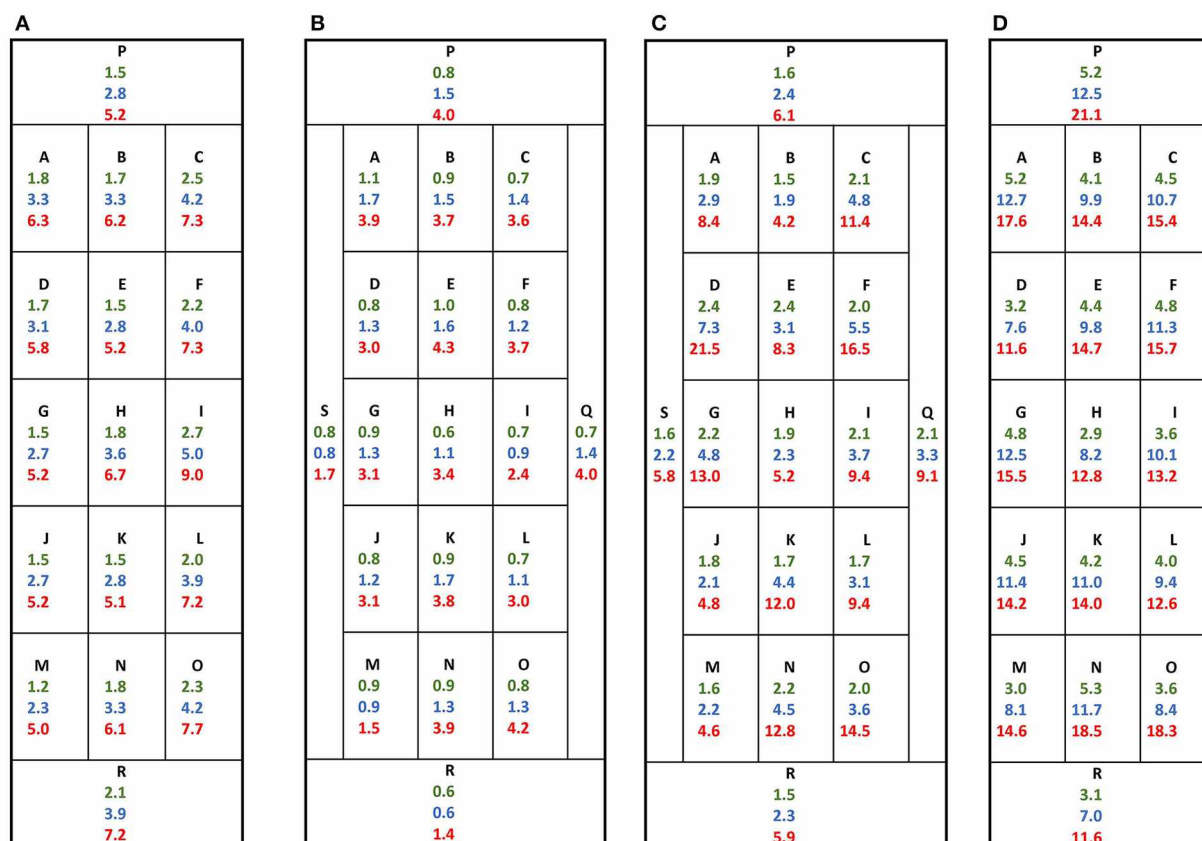 A B C D
P P P P
1.5 0.8 1.6 5.2
2.8 1.5 2.4 12.5
5.2 4.0 6.1 21.1
A B C A B C A B C A B C
1.8 1.7 2.5 1.1 0.9 0.7 1.9 1.5 2.1 5.2 4.1 4.5
3.3 3.3 4.2 1.7 1.5 1.4 2.9 1.9 4.8 12.7 9.9 10.7
6.3 6.2 7.3 3.9 3.7 3.6 8.4 4.2 11.4 17.6 14.4 15.4
D E F D E F D E F D E F
1.7 1.5 2.2 0.8 1.0 0.8 2.4 2.4 2.0 3.2 4.4 4.8
3.1 2.8 4.0 1.3 1.6 1.2 7.3 3.1 5.5 7.6 9.8 11.3
5.8 5.2 7.3 3.0 4.3 3.7 21.5 8.3 16.5 11.6 14.7 15.7
G H I S G H I Q S G H I Q G H I
1.5 1.8 2.7 0.8 0.9 0.6 0.7 0.7 1.6 2.2 1.9 2.1 2.1 4.8 2.9 3.6
2.7 3.6 5.0 0.8 1.3 1.1 0.9 1.4 2.2 4.8 2.3 3.7 3.3 12.5 8.2 10.1
5.2 6.7 9.0 1.7 3.1 3.4 2.4 4.0 5.8 13.0 5.2 9.4 9.1 15.5 12.8 13.2
J K L J K L J K L J K L
1.5 1.5 2.0 0.8 0.9 0.7 1.8 1.7 1.7 4.5 4.2 4.0
2.7 2.8 3.9 1.2 1.7 1.1 2.1 4.4 3.1 11.4 11.0 9.4
5.2 5.1 7.2 3.1 3.8 3.0 4.8 12.0 9.4 14.2 14.0 12.6
M N O M N O M N O M N O
1.2 1.8 2.3 0.9 0.9 0.8 1.6 2.2 2.0 3.0 5.3 3.6
2.3 3.3 4.2 0.9 1.3 1.3 2.2 4.5 3.6 8.1 11.7 8.4
5.0 6.1 7.7 1.5 3.9 4.2 4.6 12.8 14.5 14.6 18.5 18.3
R R R R
2.1 0.6 1.5 3.1
3.9 0.6 2.3 7.0
7.2 1.4 5.9 11.6